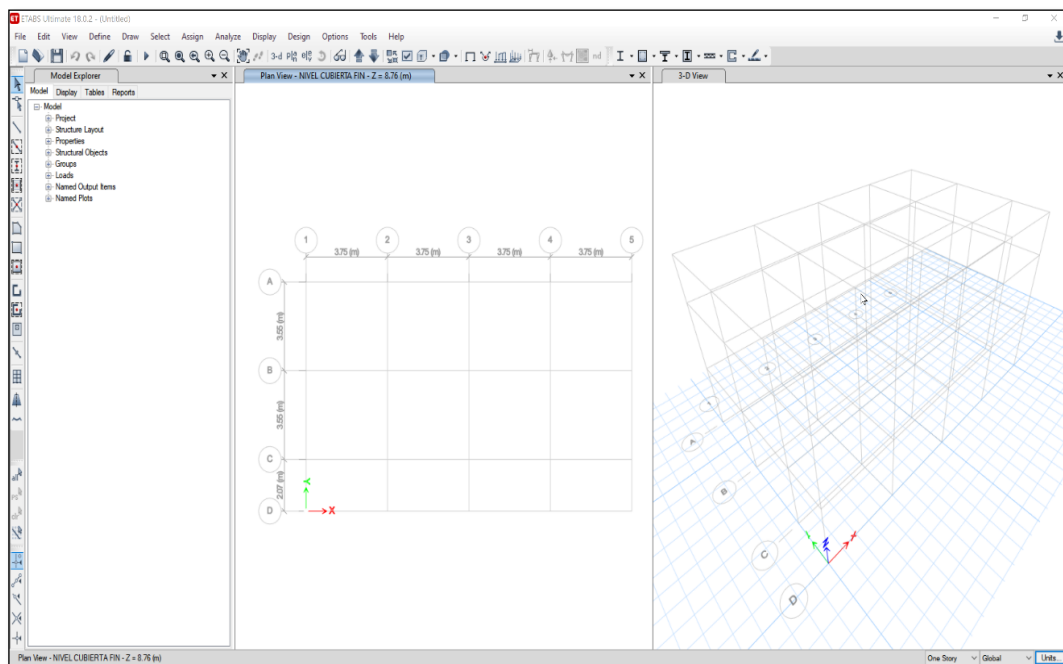 ETABS Ultimate 18.0.2 - (Untitled)
File Edit View Define Draw Select Assign Analyze Display Design Options Tools Help
3-d
nd
Model Explorer
Model Display Tables Reports
Model
Project
Structure Layout
Properties
Structural Objects
Groups
Loads
Named Output Items
Named Plots
Plan View - NIVEL CUBIERTA FIN - Z = 8.76 (m)
1 2 3 4 5
3.75 (m) 3.75 (m) 3.75 (m) 3.75 (m)
A
3.55 (m)
B
3.55 (m)
C
2.07 (m)
D
Y
X
3-D View
B
C
D
Plan View - NIVEL CUBIERTA FIN - Z = 8.76 (m)
One Story Global Units...